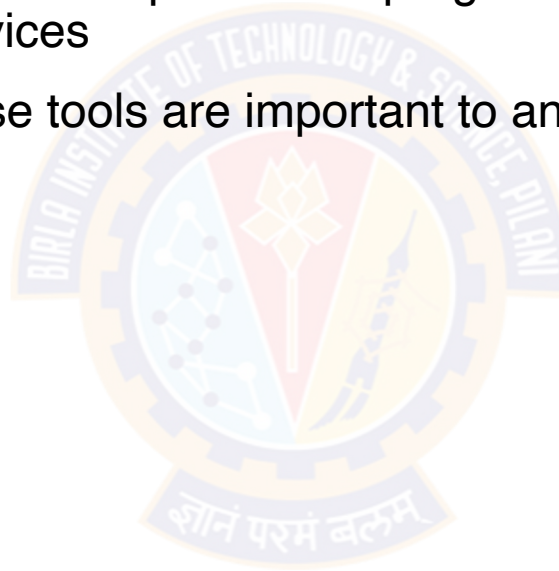 vices
se tools are important to an
BIRLA INSTITUTE OF TECHNOLOGY & SCIENCE, PILANI
ज्ञानं परमं बलम्